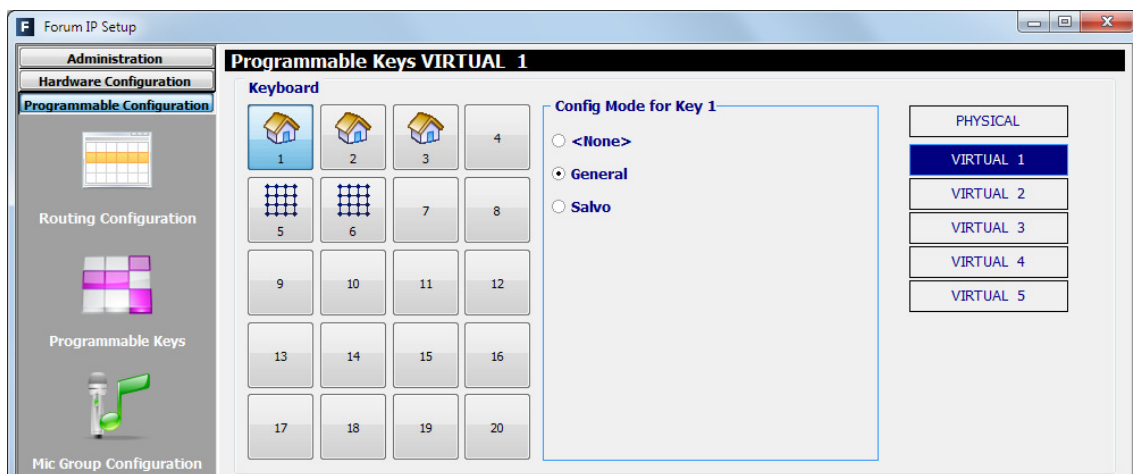 Forum IP Setup
Administration
Hardware Configuration
Programmable Configuration
Routing Configuration
Programmable Keys
Mic Group Configuration
Programmable Keys VIRTUAL 1
Keyboard
1 2 3 4
5 6 7 8
9 10 11 12
13 14 15 16
17 18 19 20
Config Mode for Key 1
<None>
General
Salvo
PHYSICAL
VIRTUAL 1
VIRTUAL 2
VIRTUAL 3
VIRTUAL 4
VIRTUAL 5